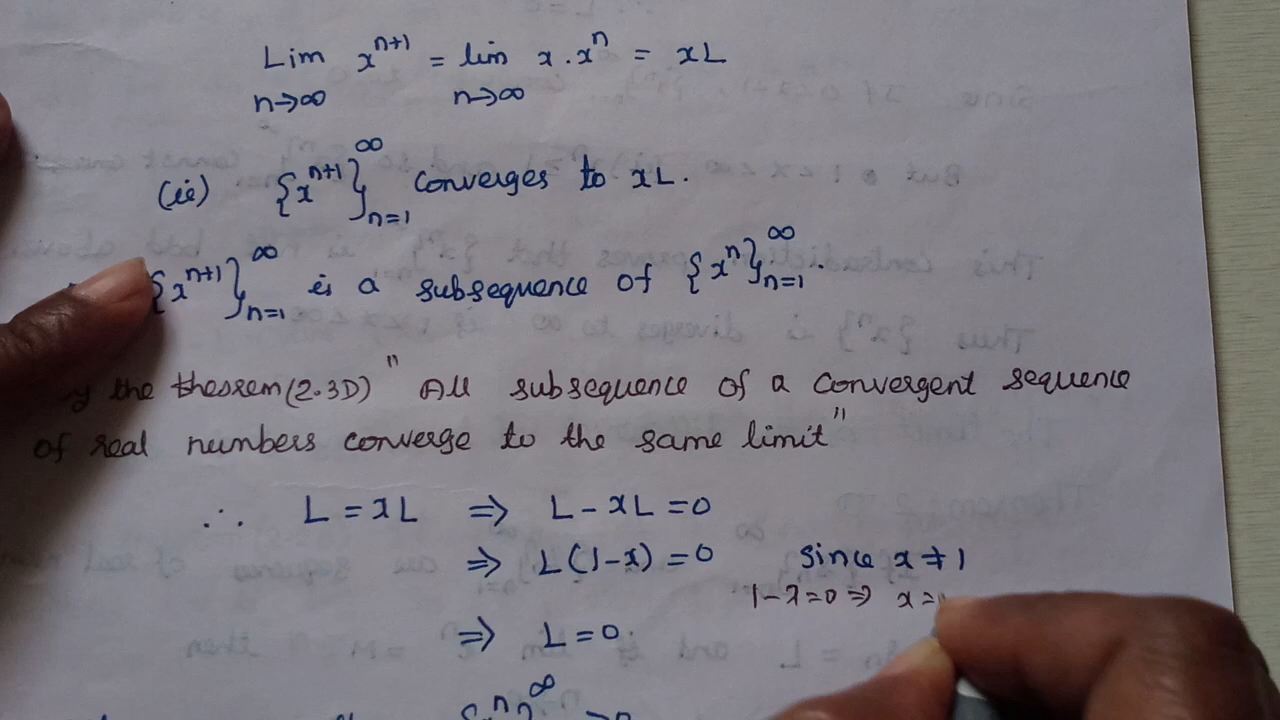 Lim x^{n+1} = lim x . x^n = xL
n→∞ n→∞
(ie) {x^{n+1}}_{n=1}^∞ converges to xL.
{x^{n+1}}_{n=1}^∞ is a subsequence of {x^n}_{n=1}^∞.
the theorem (2.3D) " All subsequence of a convergent sequence
of real numbers converge to the same limit"
∴ L = xL ⇒ L - xL = 0
⇒ L(1-x) = 0 since x ≠ 1
1-x=0 ⇒ x=
⇒ L = 0.